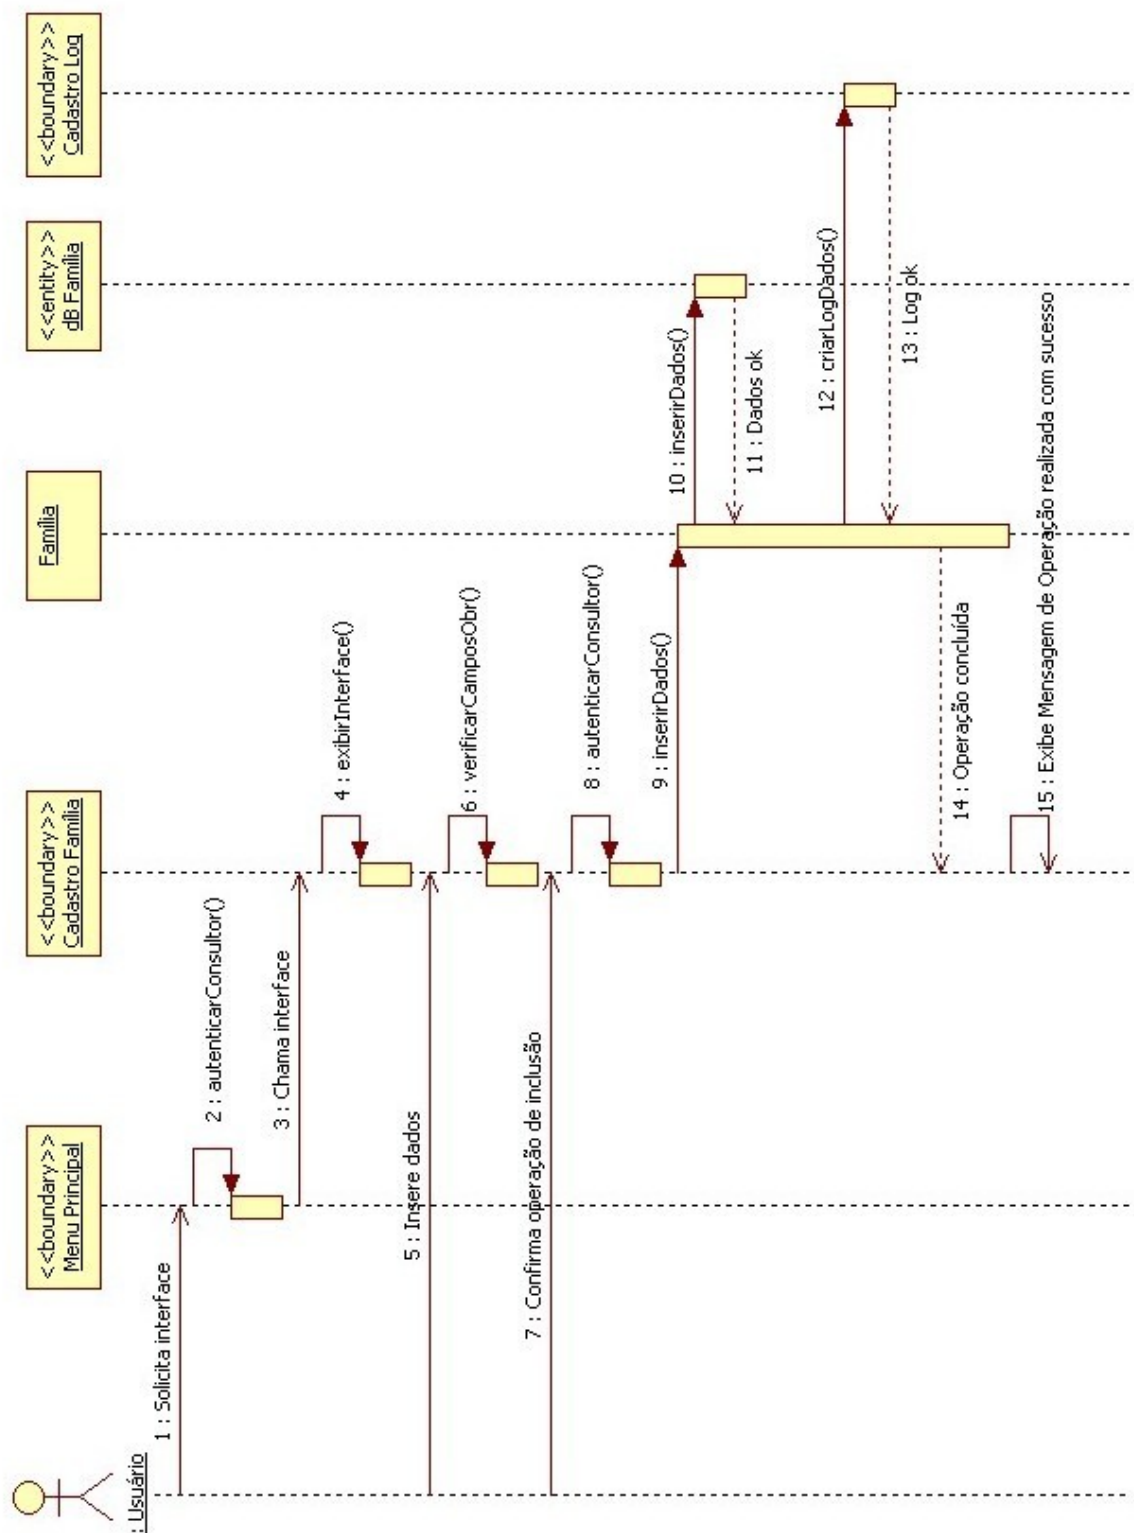 : Usuário
<<boundary>>
Menu Principal
<<boundary>>
Cadastro Família
Família
<<entity>>
dB Família
<<boundary>>
Cadastro Log
1 : Solicita interface
2 : autenticarConsultor()
3 : Chama interface
4 : exibirInterface()
5 : Insere dados
6 : verificarCamposObr()
7 : Confirma operação de inclusão
8 : autenticarConsultor()
9 : inserirDados()
10 : inserirDados()
11 : Dados ok
12 : criarLogDados()
13 : Log ok
14 : Operação concluída
15 : Exibe Mensagem de Operação realizada com sucesso